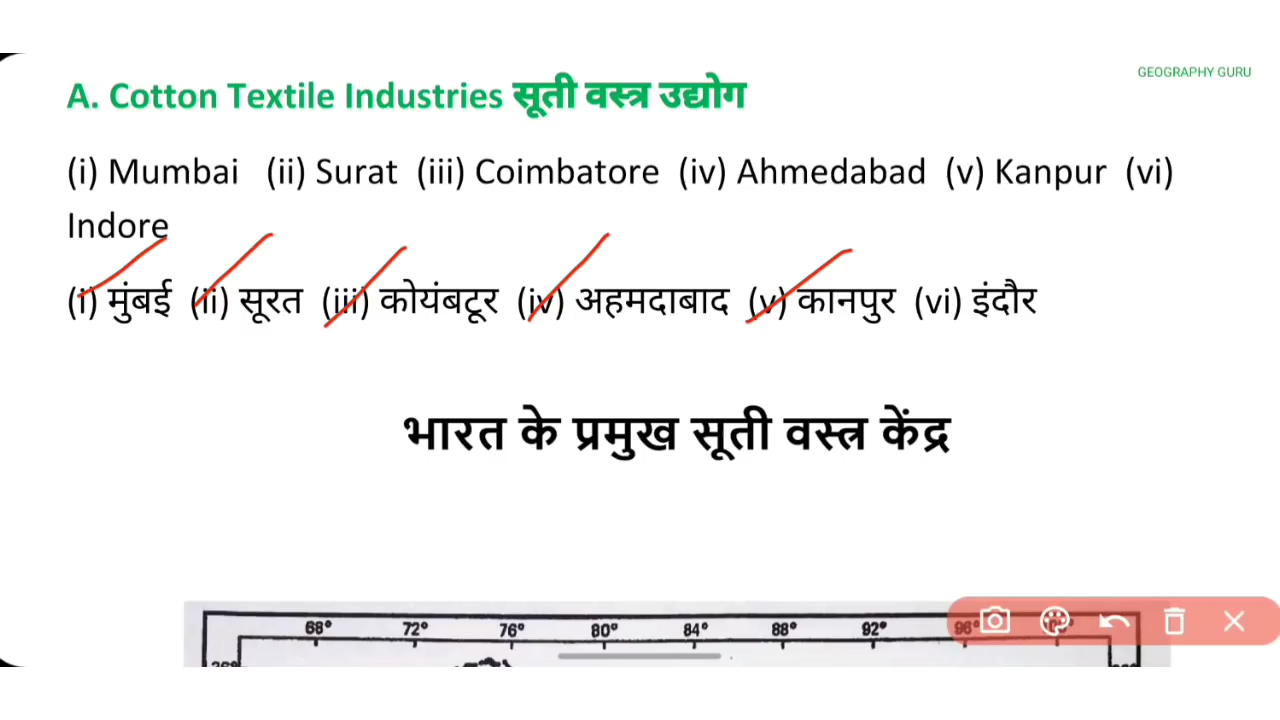 GEOGRAPHY GURU
A. Cotton Textile Industries सूती वस्त्र उद्योग
(i) Mumbai (ii) Surat (iii) Coimbatore (iv) Ahmedabad (v) Kanpur (vi)
Indore
(i) मुंबई (ii) सूरत (iii) कोयंबटूर (iv) अहमदाबाद (v) कानपुर (vi) इंदौर
भारत के प्रमुख सूती वस्त्र केंद्र
68° 72° 76° 80° 84° 88° 92° 96°